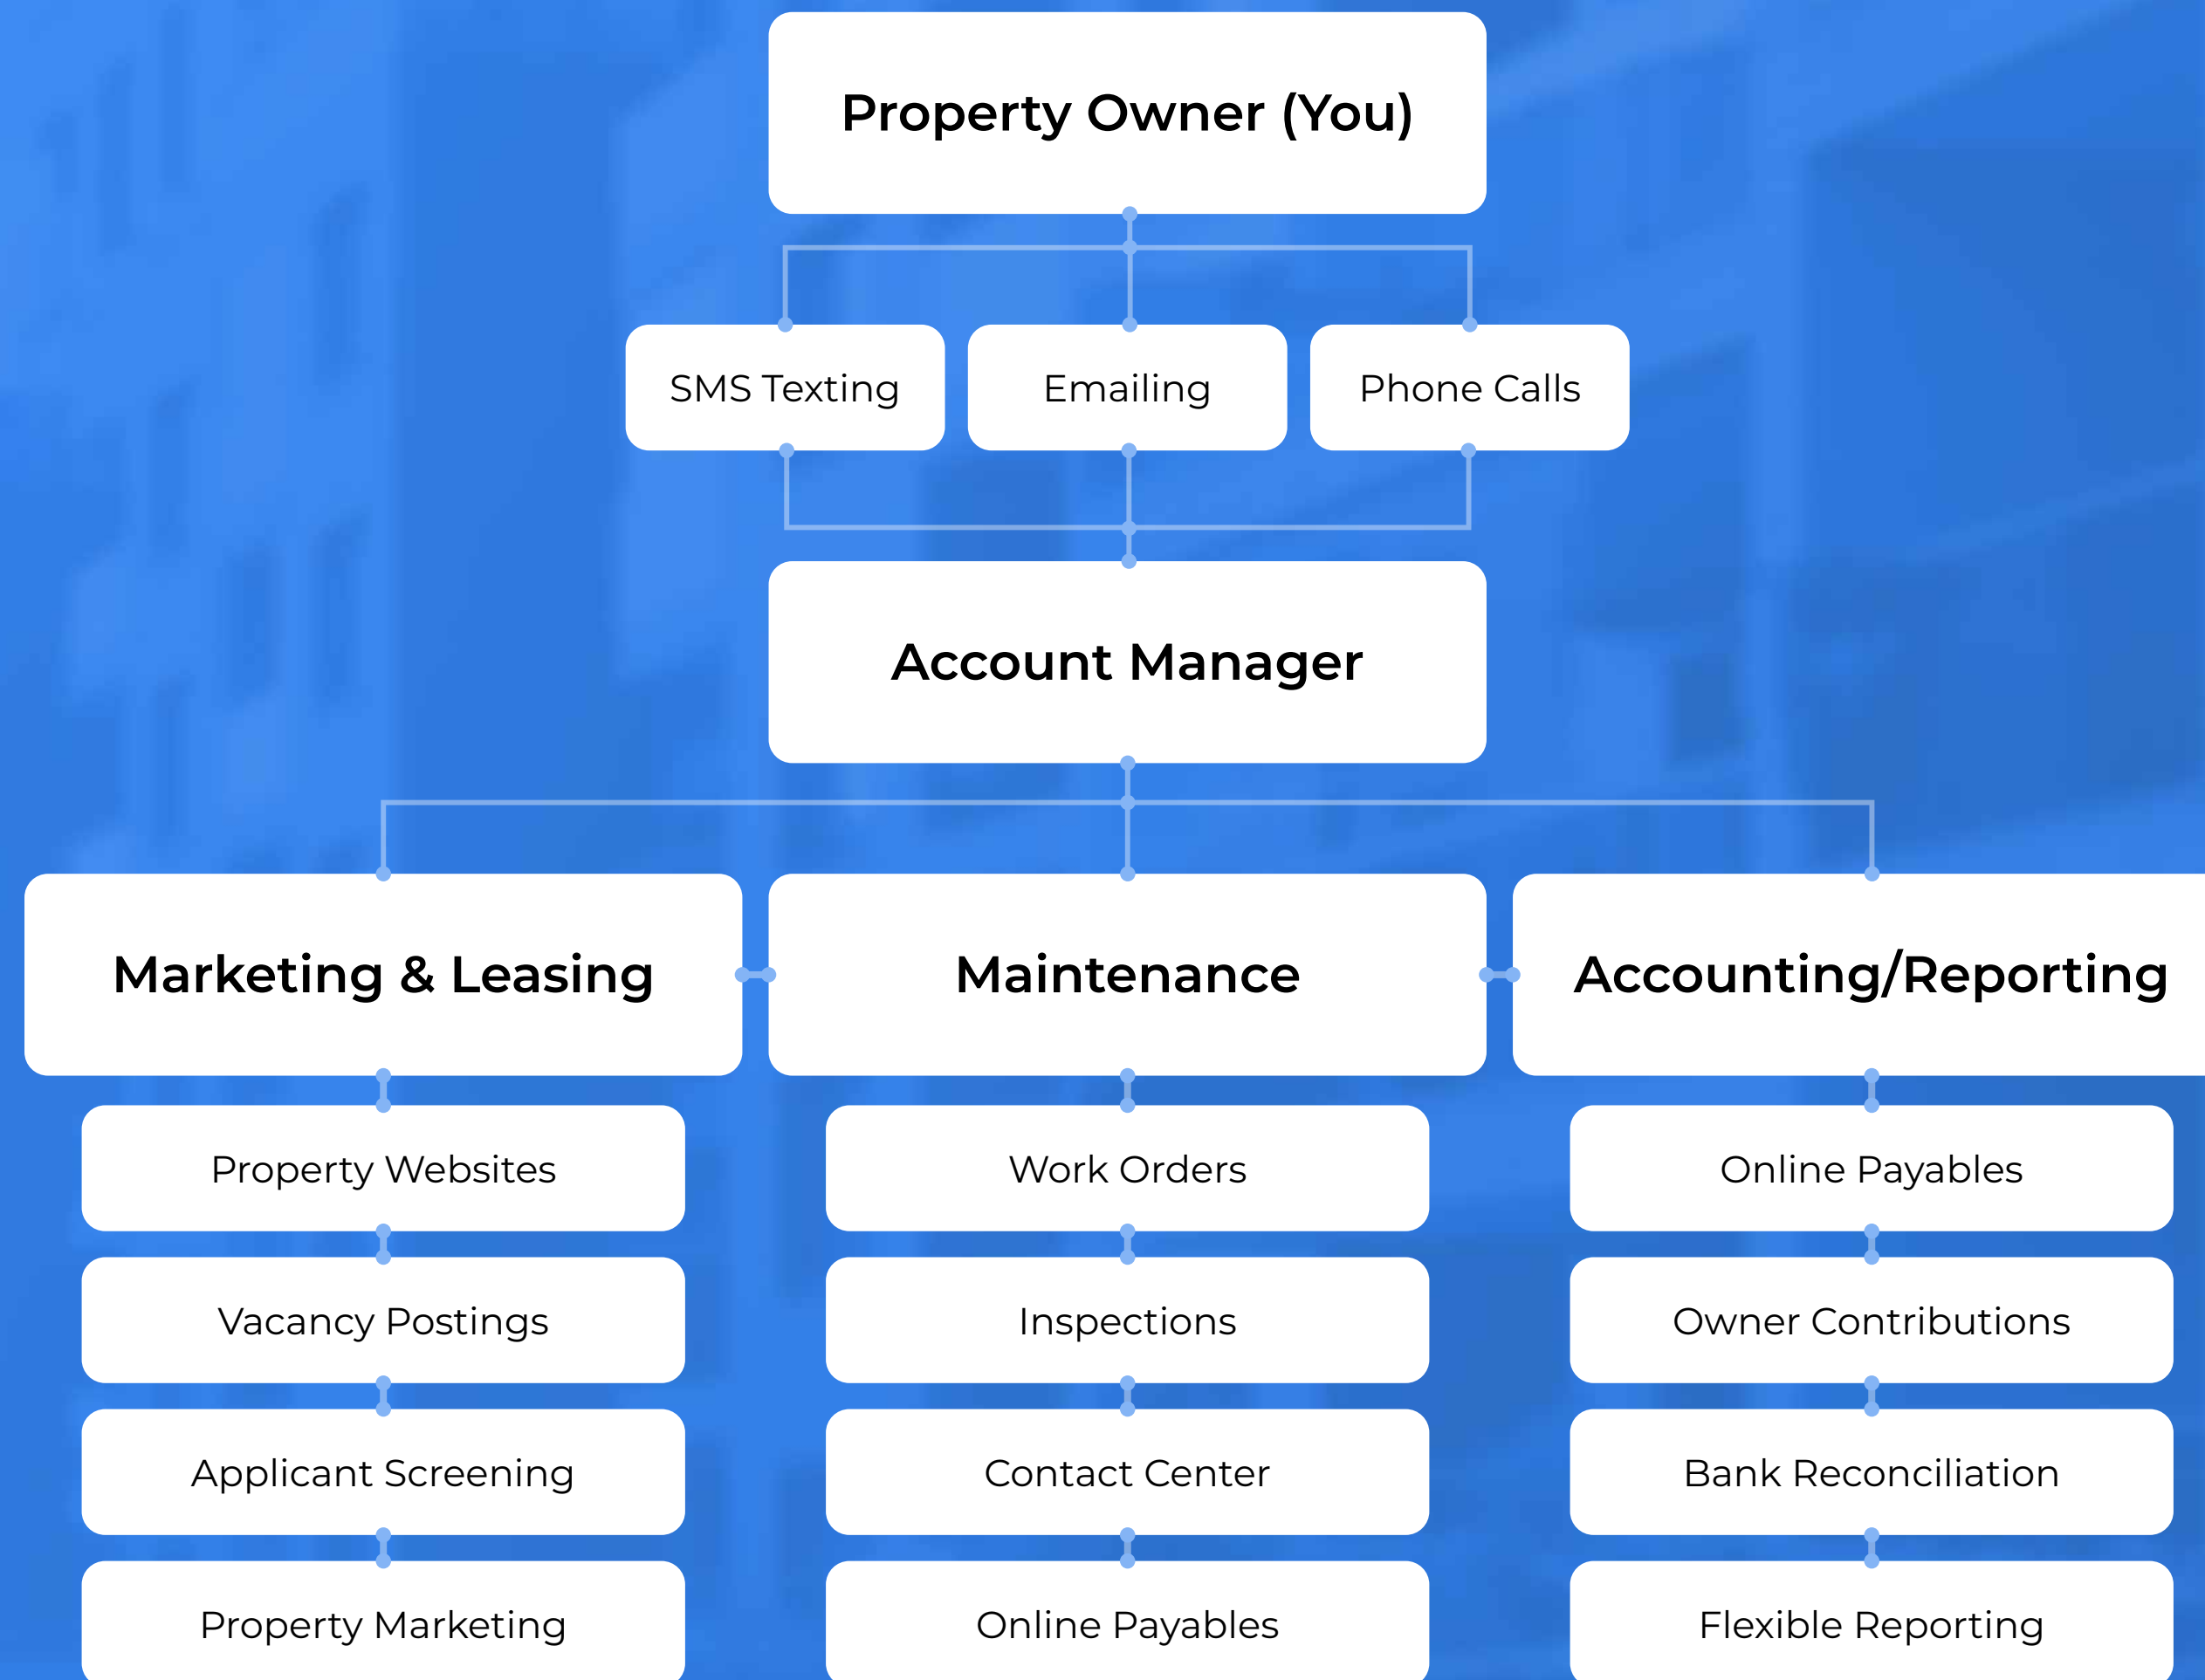 Property Owner (You)
SMS Texting
Emailing
Phone Calls
Account Manager
Marketing & Leasing
Maintenance
Accounting/Reporting
Property Websites
Work Orders
Online Payables
Vacancy Postings
Inspections
Owner Contributions
Applicant Screening
Contact Center
Bank Reconciliation
Property Marketing
Online Payables
Flexible Reporting